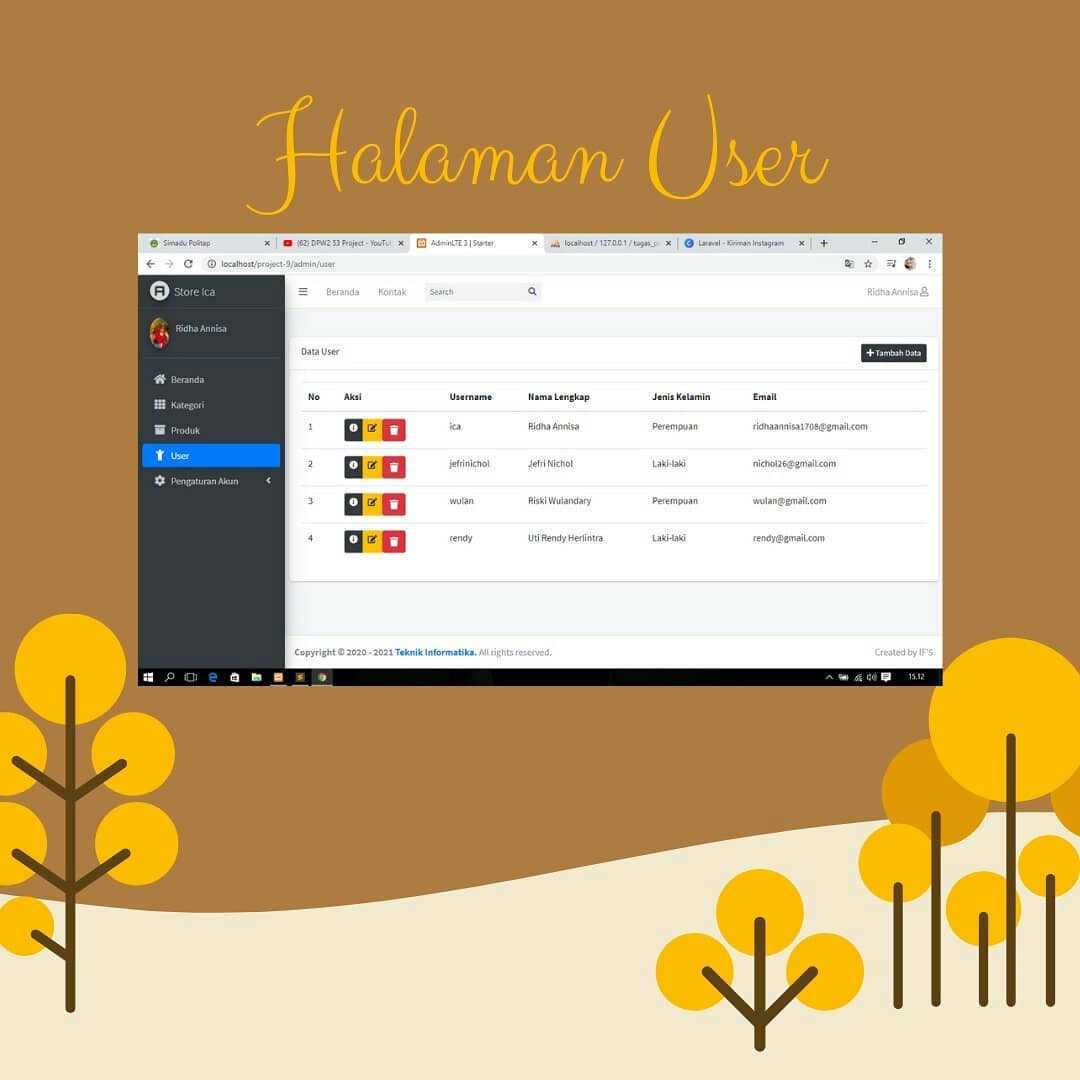 Halaman User
Simadu Politap
(62) DPW2 53 Project - YouTu
AdminLTE 3 | Starter
localhost / 127.0.0.1 / tugas_
Laravel - Kiriman Instagram
localhost/project-9/admin/user
Store Ica
Beranda
Kontak
Search
Ridha Annisa
Ridha Annisa
Beranda
Kategori
Produk
User
Pengaturan Akun
Data User
Tambah Data
No Aksi Username Nama Lengkap Jenis Kelamin Email
1 ica Ridha Annisa Perempuan ridhaannisa1708@gmail.com
2 jefrinichol Jefri Nichol Laki-laki nichol26@gmail.com
3 wulan Riski Wulandary Perempuan wulan@gmail.com
4 rendy Uti Rendy Herlintra Laki-laki rendy@gmail.com
Copyright © 2020 - 2021 Teknik Informatika. All rights reserved.
Created by IF'5
15.12